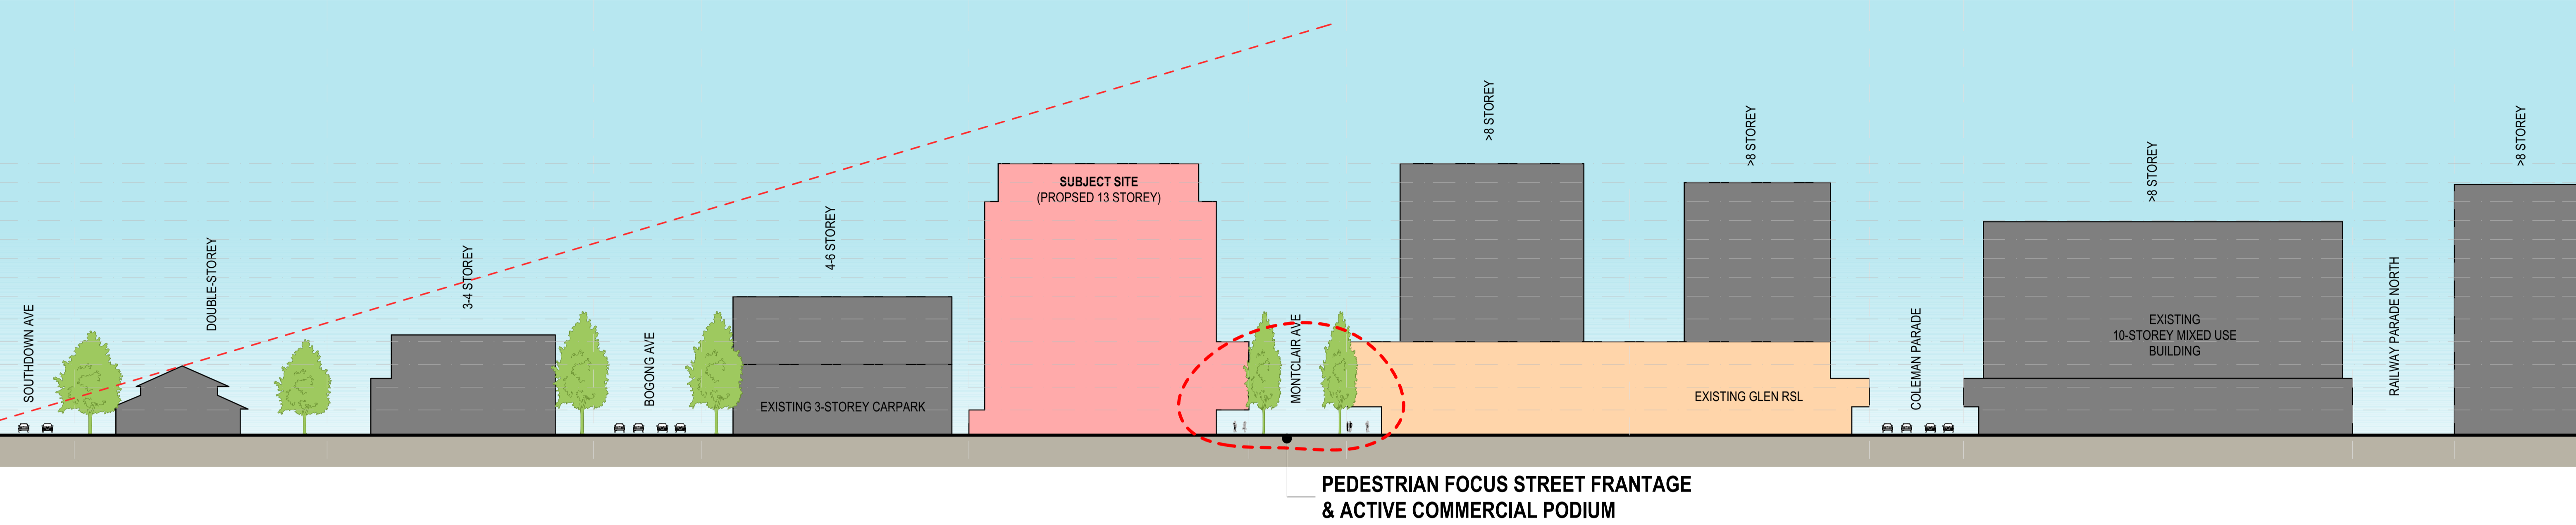 SOUTHDOWN AVE
DOUBLE-STOREY
3-4 STOREY
BOGONG AVE
4-6 STOREY
EXISTING 3-STOREY CARPARK
SUBJECT SITE
(PROPSED 13 STOREY)
MONTCLAIR AVE
>8 STOREY
>8 STOREY
EXISTING GLEN RSL
COLEMAN PARADE
>8 STOREY
EXISTING
10-STOREY MIXED USE
BUILDING
RAILWAY PARADE NORTH
>8 STOREY
PEDESTRIAN FOCUS STREET FRANTAGE
& ACTIVE COMMERCIAL PODIUM